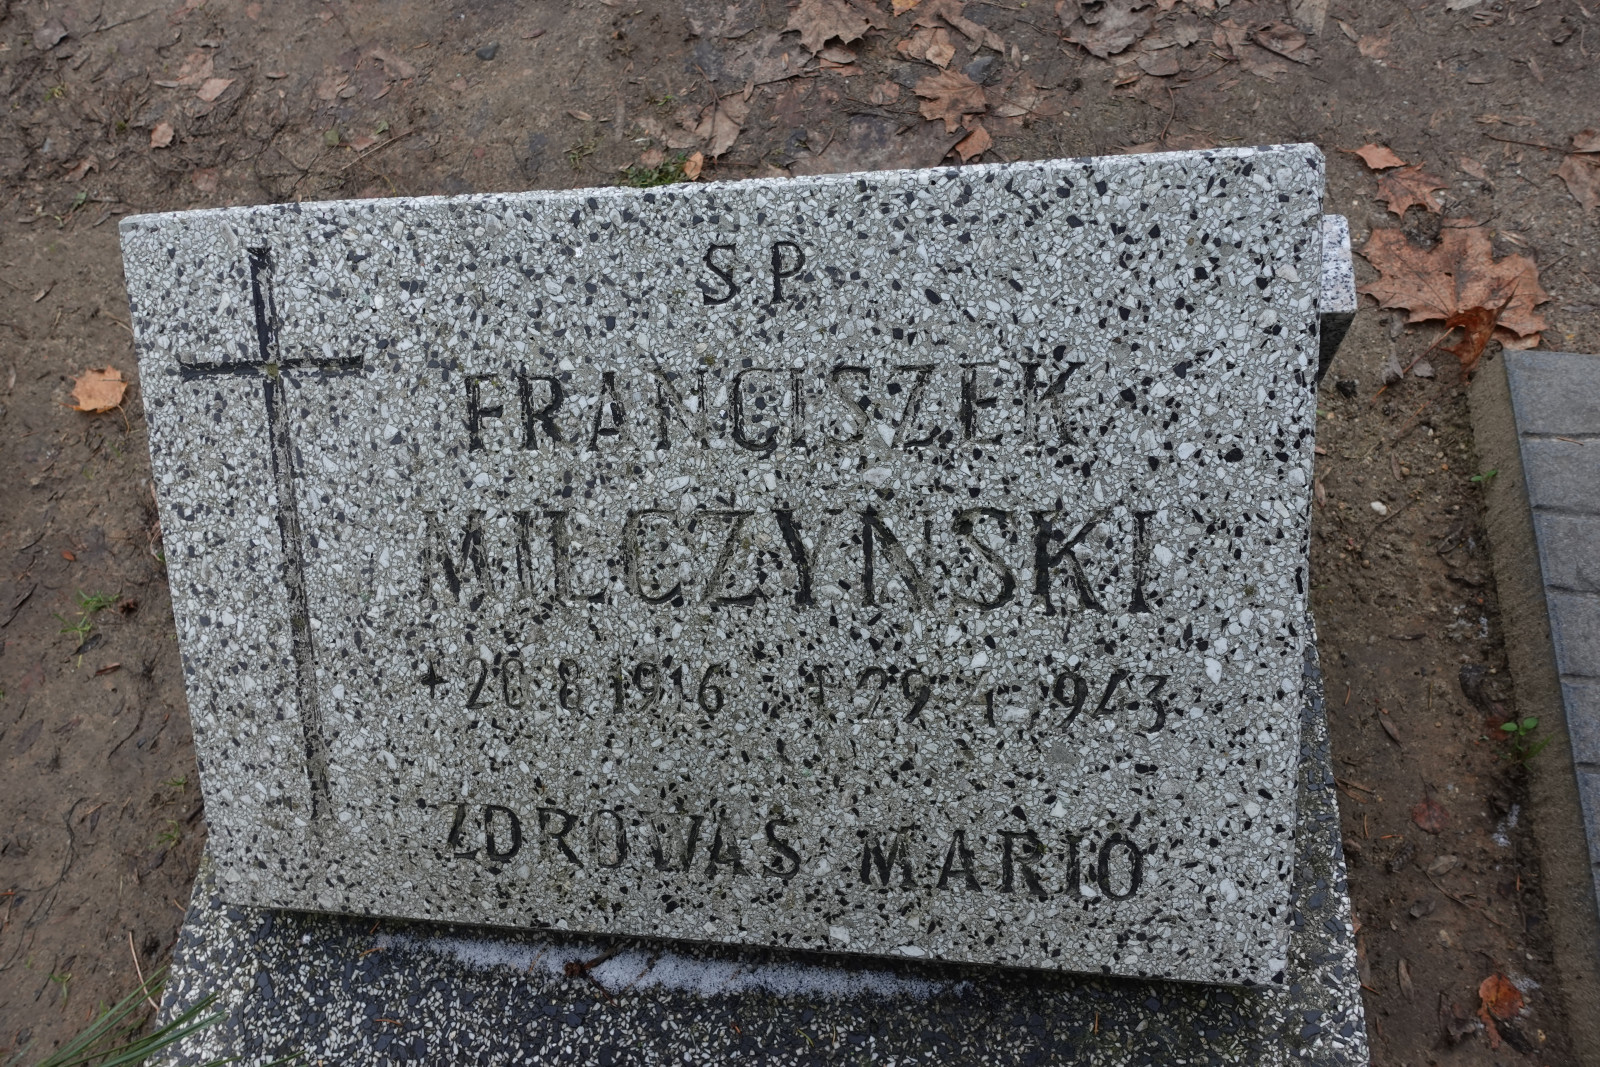 S.P.
FRANCISZEK
MILCZYŃSKI
+ 20 8 1916 † 29 4 1943
ZDROWAŚ MARIO